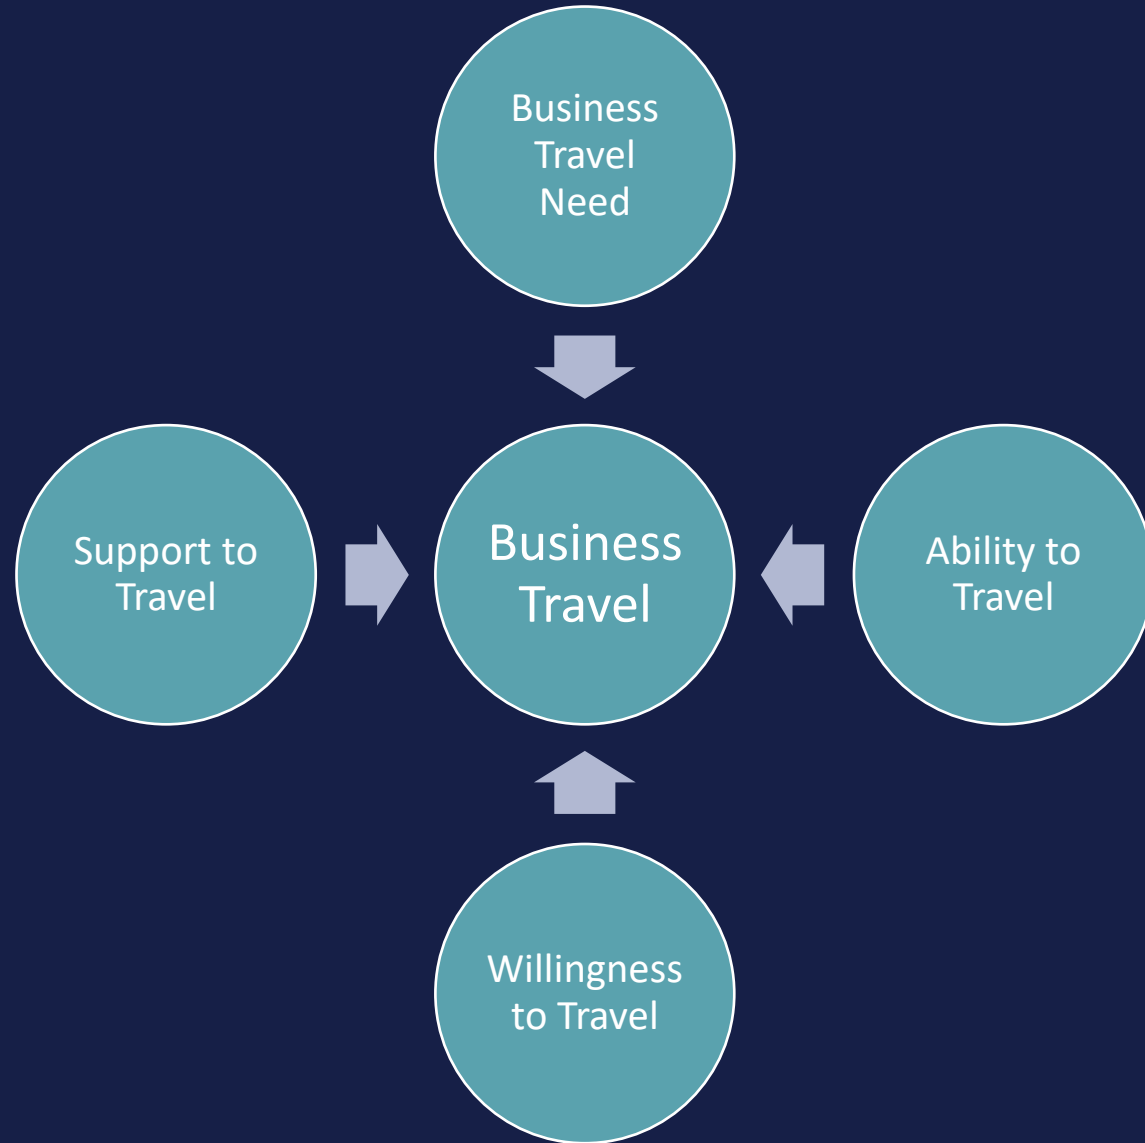 Business
Travel
Need
Support to
Travel
Business
Travel
Ability to
Travel
Willingness
to Travel